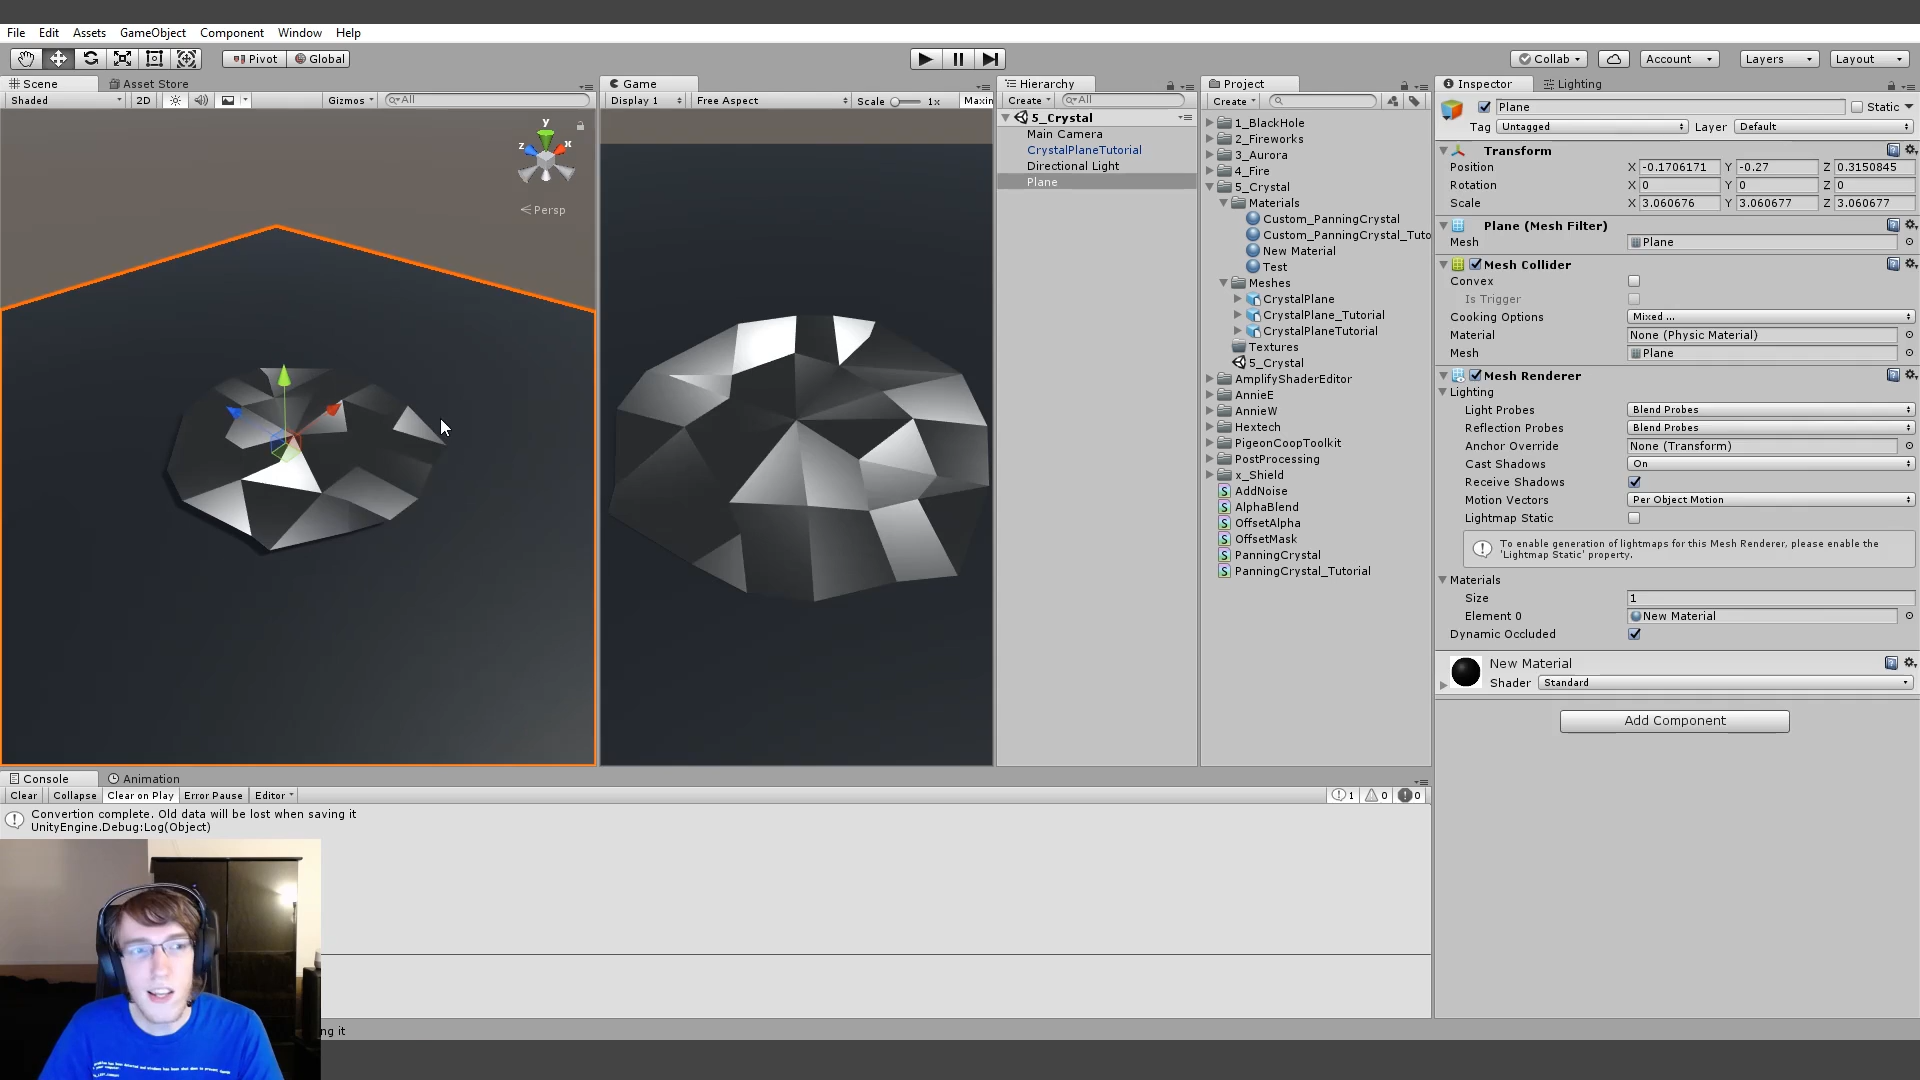 File Edit Assets GameObject Component Window Help
Pivot Global Collab Account Layers Layout
Scene Asset Store
Shaded 2D Gizmos All
y
z x
Persp
Game
Display 1 Free Aspect Scale 1x Maxin
Hierarchy
Create All
5_Crystal
Main Camera
CrystalPlaneTutorial
Directional Light
Plane
Project
Create
1_BlackHole
2_Fireworks
3_Aurora
4_Fire
5_Crystal
Materials
Custom_PanningCrystal
Custom_PanningCrystal_Tuto
New Material
Test
Meshes
CrystalPlane
CrystalPlane_Tutorial
CrystalPlaneTutorial
Textures
5_Crystal
AmplifyShaderEditor
AnnieE
AnnieW
Hextech
PigeonCoopToolkit
PostProcessing
x_Shield
AddNoise
AlphaBlend
OffsetAlpha
OffsetMask
PanningCrystal
PanningCrystal_Tutorial
Inspector Lighting
Plane Static
Tag Untagged Layer Default
Transform
Position X -0.1706171 Y -0.27 Z 0.3150845
Rotation X 0 Y 0 Z 0
Scale X 3.060676 Y 3.060677 Z 3.060677
Plane (Mesh Filter)
Mesh Plane
Mesh Collider
Convex
Is Trigger
Cooking Options Mixed ...
Material None (Physic Material)
Mesh Plane
Mesh Renderer
Lighting
Light Probes Blend Probes
Reflection Probes Blend Probes
Anchor Override None (Transform)
Cast Shadows On
Receive Shadows
Motion Vectors Per Object Motion
Lightmap Static
To enable generation of lightmaps for this Mesh Renderer, please enable the
'Lightmap Static' property.
Materials
Size 1
Element 0 New Material
Dynamic Occluded
New Material
Shader Standard
Add Component
Console Animation
Clear Collapse Clear on Play Error Pause Editor 1 0 0
Convertion complete. Old data will be lost when saving it
UnityEngine.Debug:Log(Object)
ng it